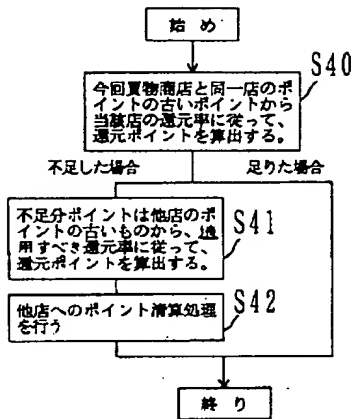 始め
S40
今回買物商店と同一店のポ
イントの古いポイントから
当該店の還元率に従って、
還元ポイントを算出する。
不足した場合
足りた場合
不足分ポイントは他店のポ
イントの古いものから、適
用すべき還元率に従って、
還元ポイントを算出する。
S41
他店へのポイント清算処理
を行う
S42
終り